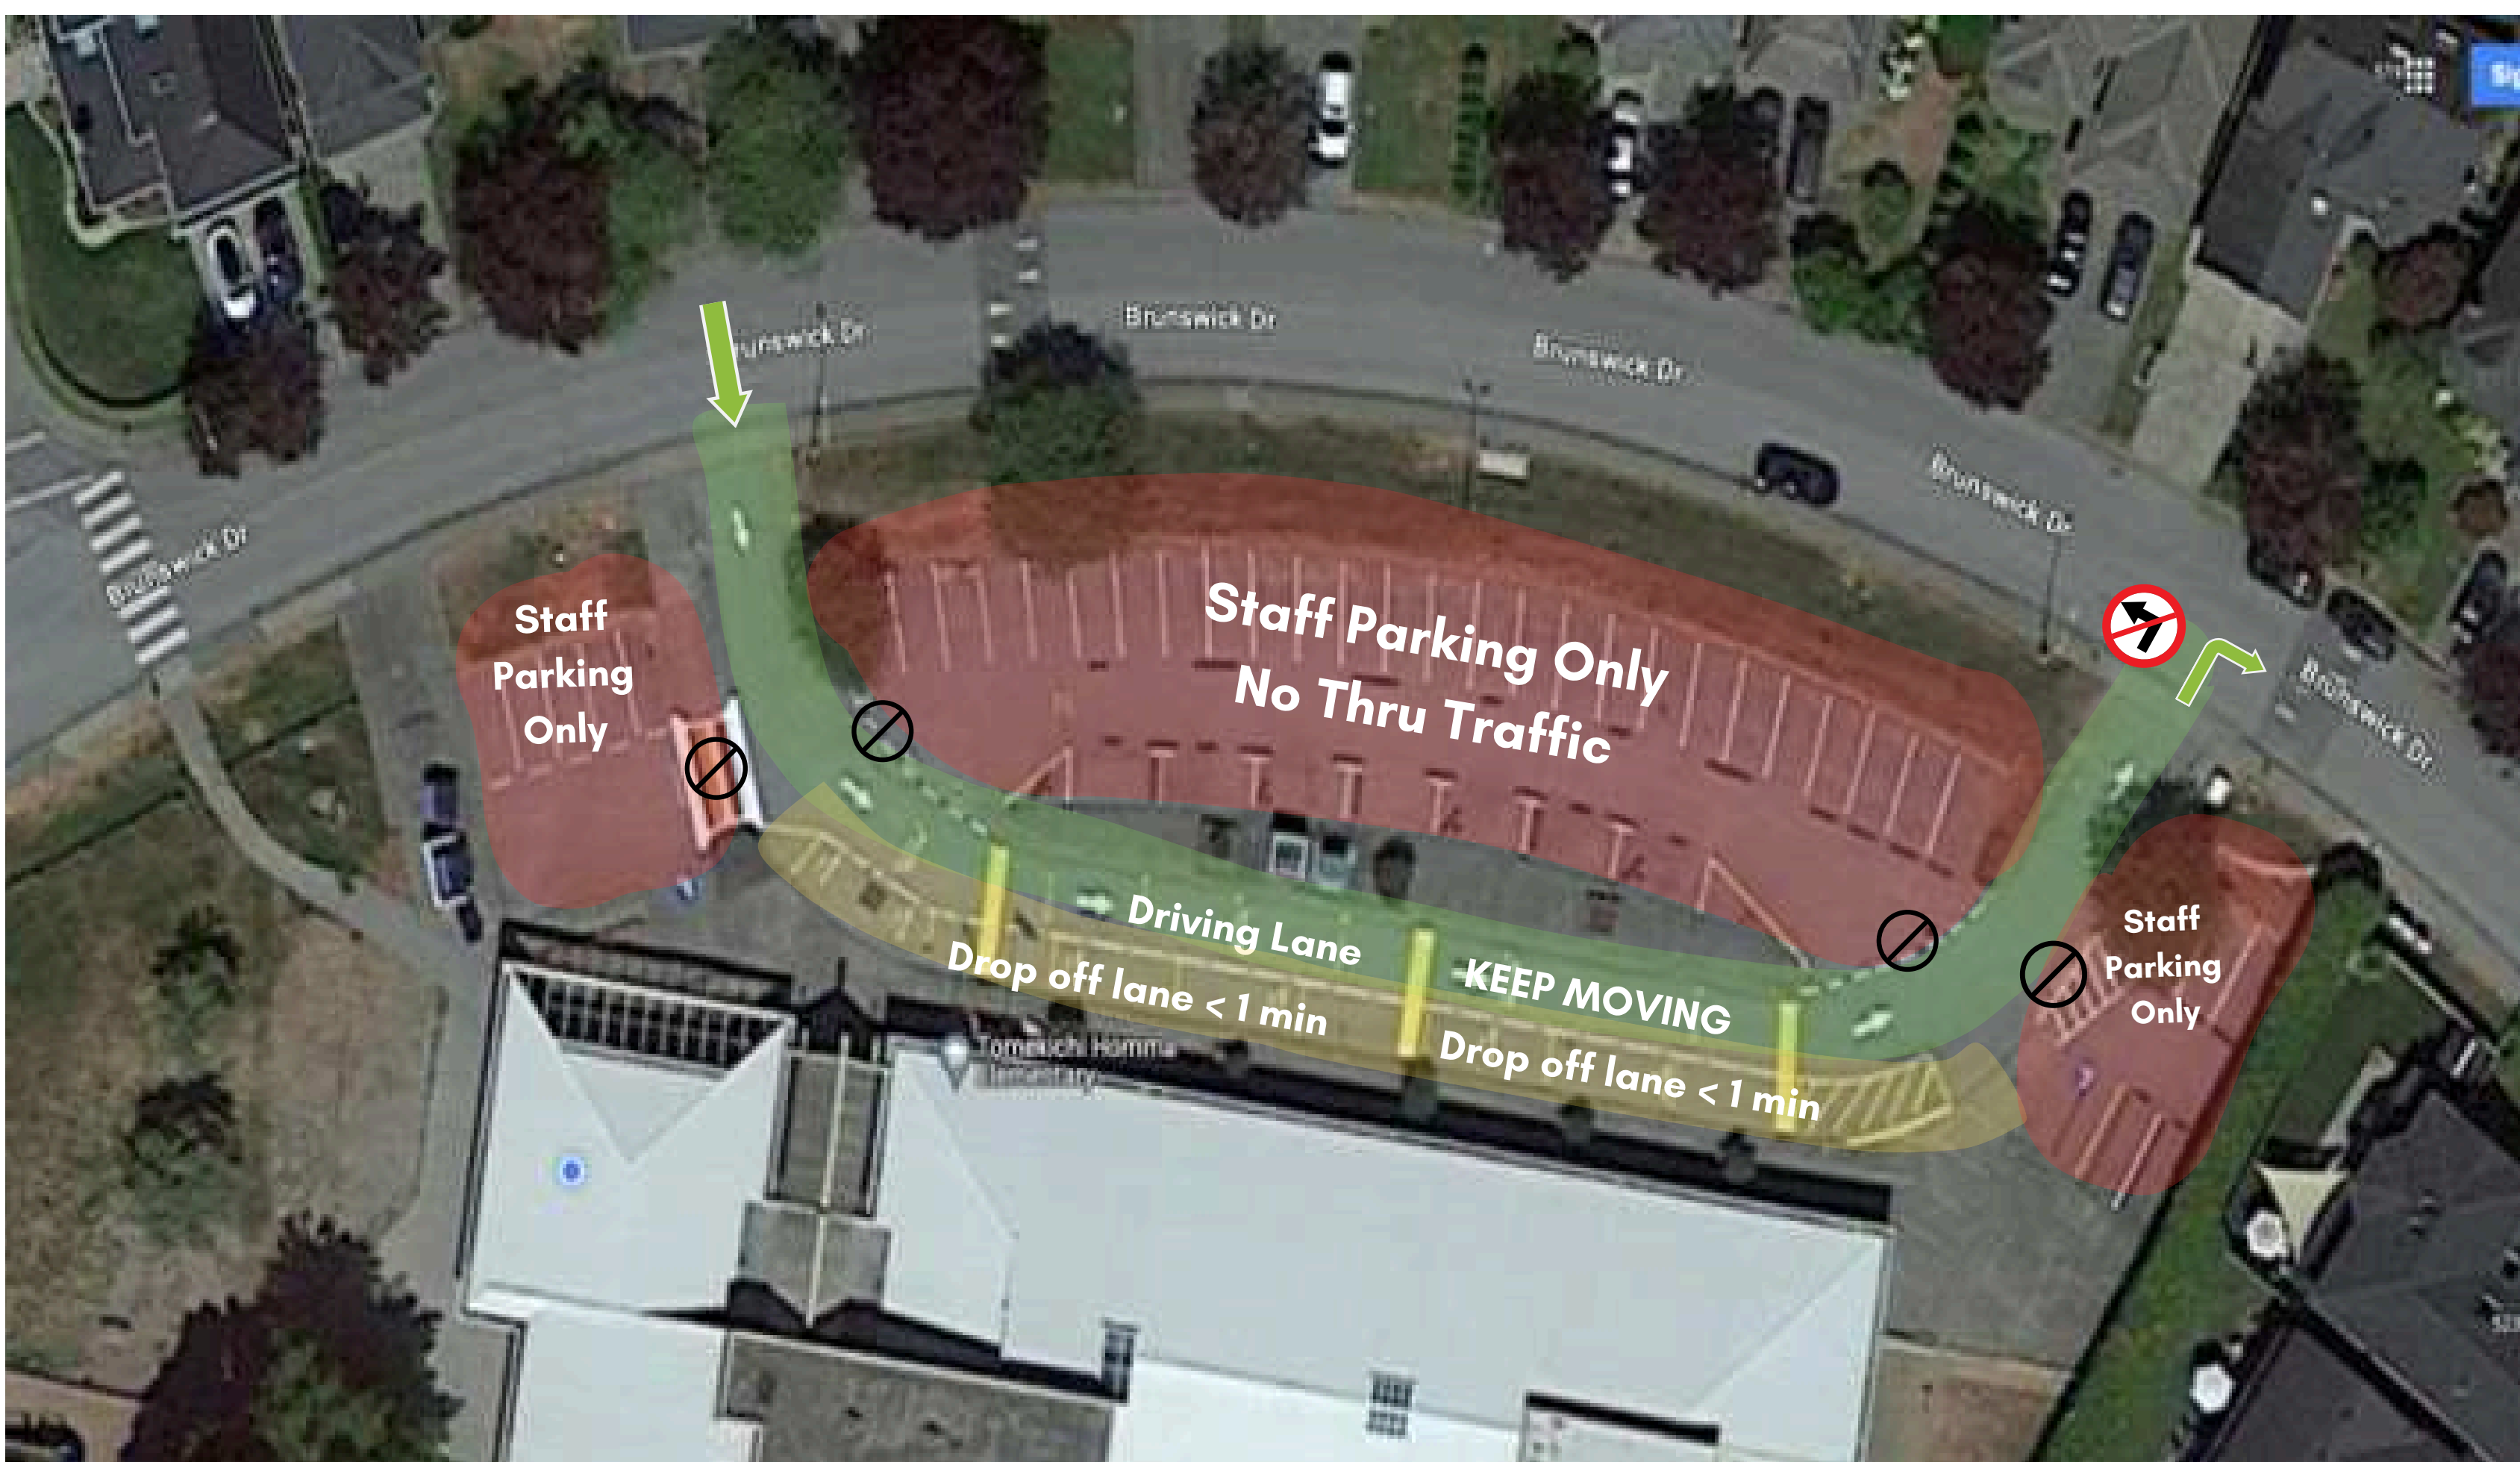 Brunswick Dr
Brunswick Dr
Brunswick Dr
Brunswick Dr
Brunswick Dr
Brunswick Dr
Staff
Parking
Only
Staff Parking Only
No Thru Traffic
Driving Lane
KEEP MOVING
Drop off lane < 1 min
Drop off lane < 1 min
Staff
Parking
Only
Tomekichi Homma
Elementary